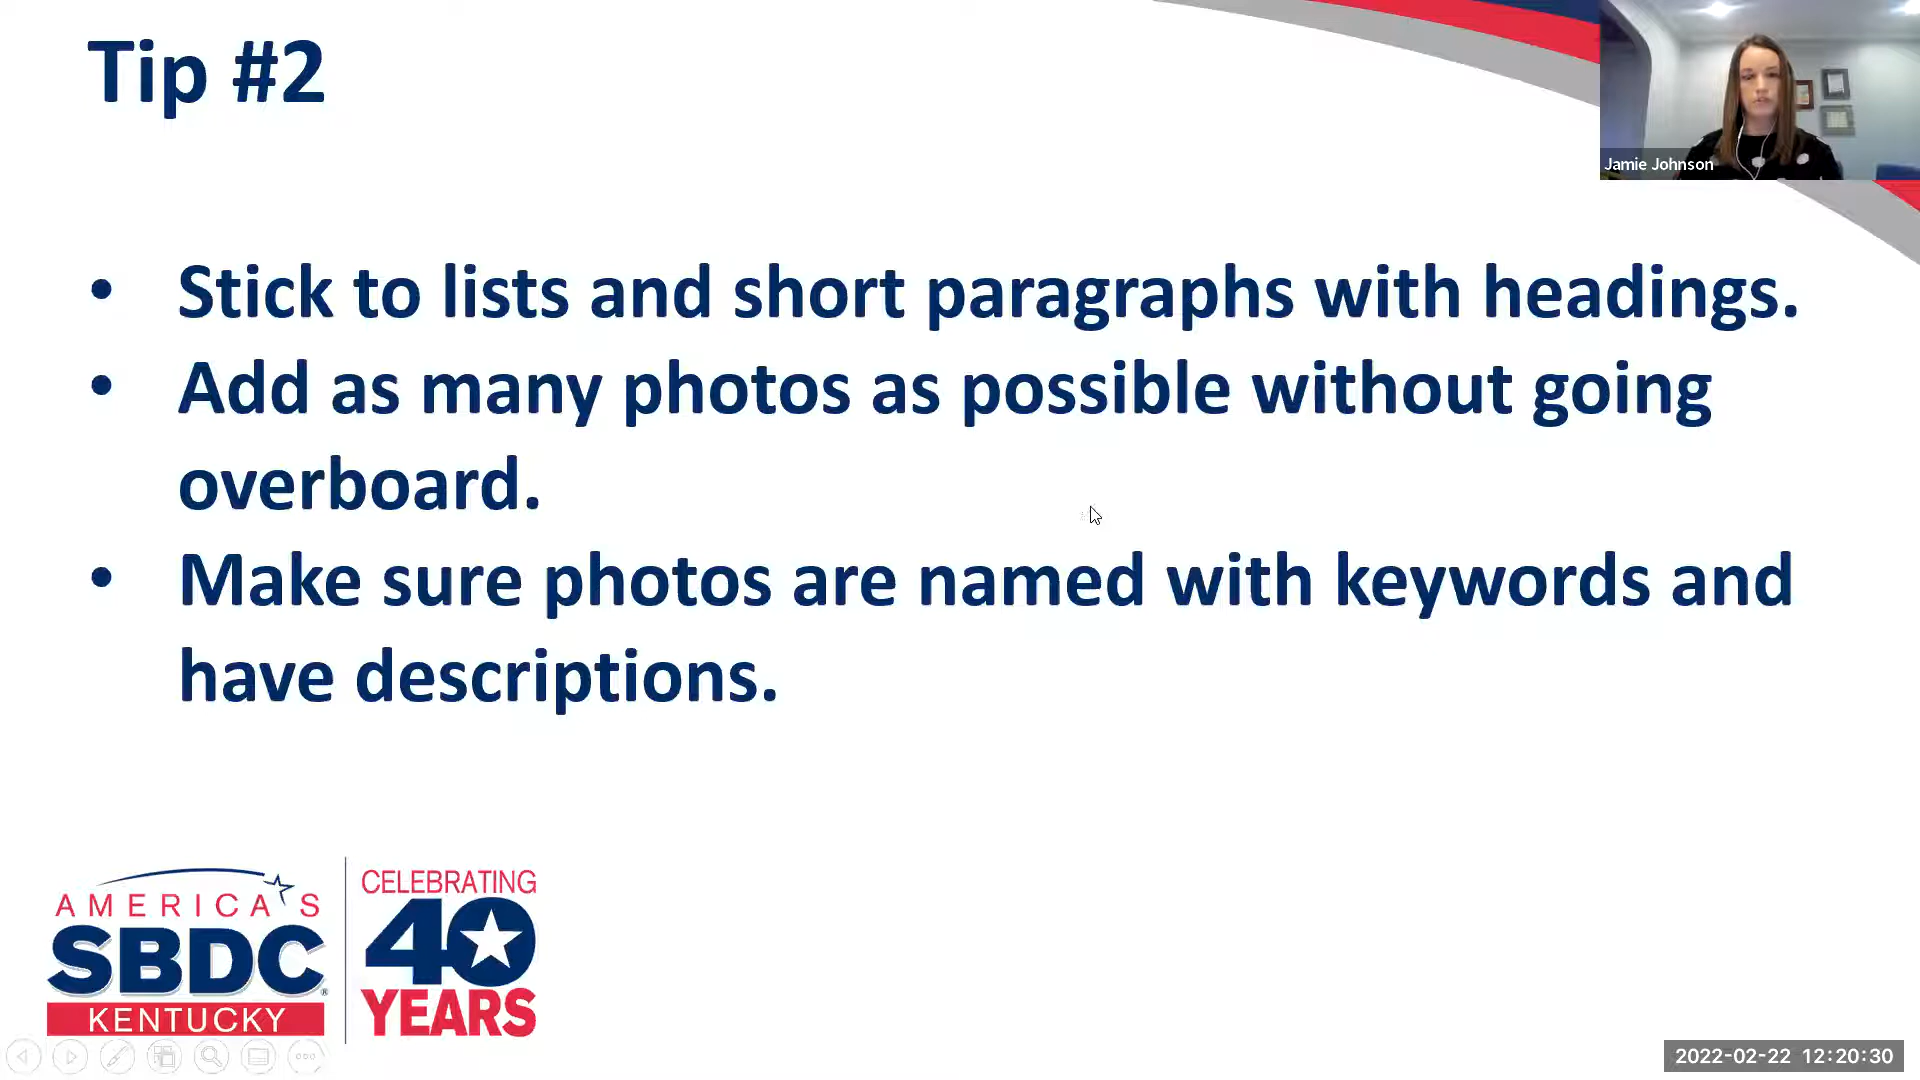 Tip #2
Jamie Johnson
• Stick to lists and short paragraphs with headings.
• Add as many photos as possible without going
overboard.
• Make sure photos are named with keywords and
have descriptions.
AMERICA'S
SBDC®
KENTUCKY
CELEBRATING
40
YEARS
2022-02-22 12:20:30